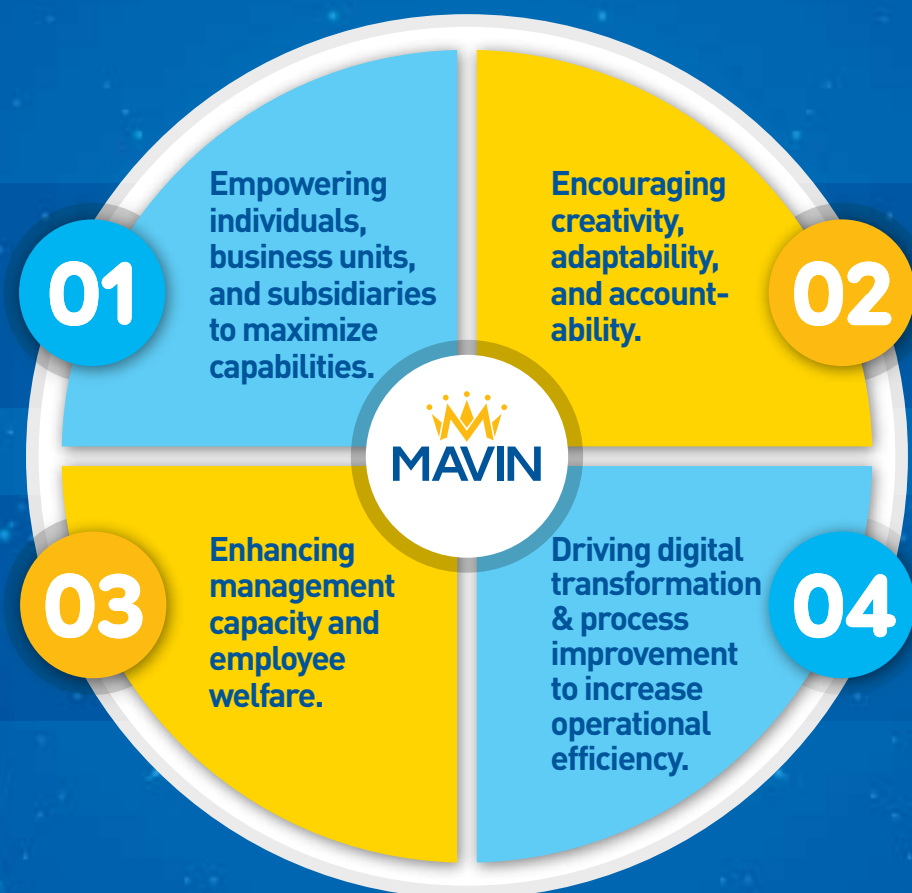 01
Empowering
individuals,
business units,
and subsidiaries
to maximize
capabilities.
02
Encouraging
creativity,
adaptability,
and account-
ability.
MAVIN
03
Enhancing
management
capacity and
employee
welfare.
04
Driving digital
transformation
& process
improvement
to increase
operational
efficiency.